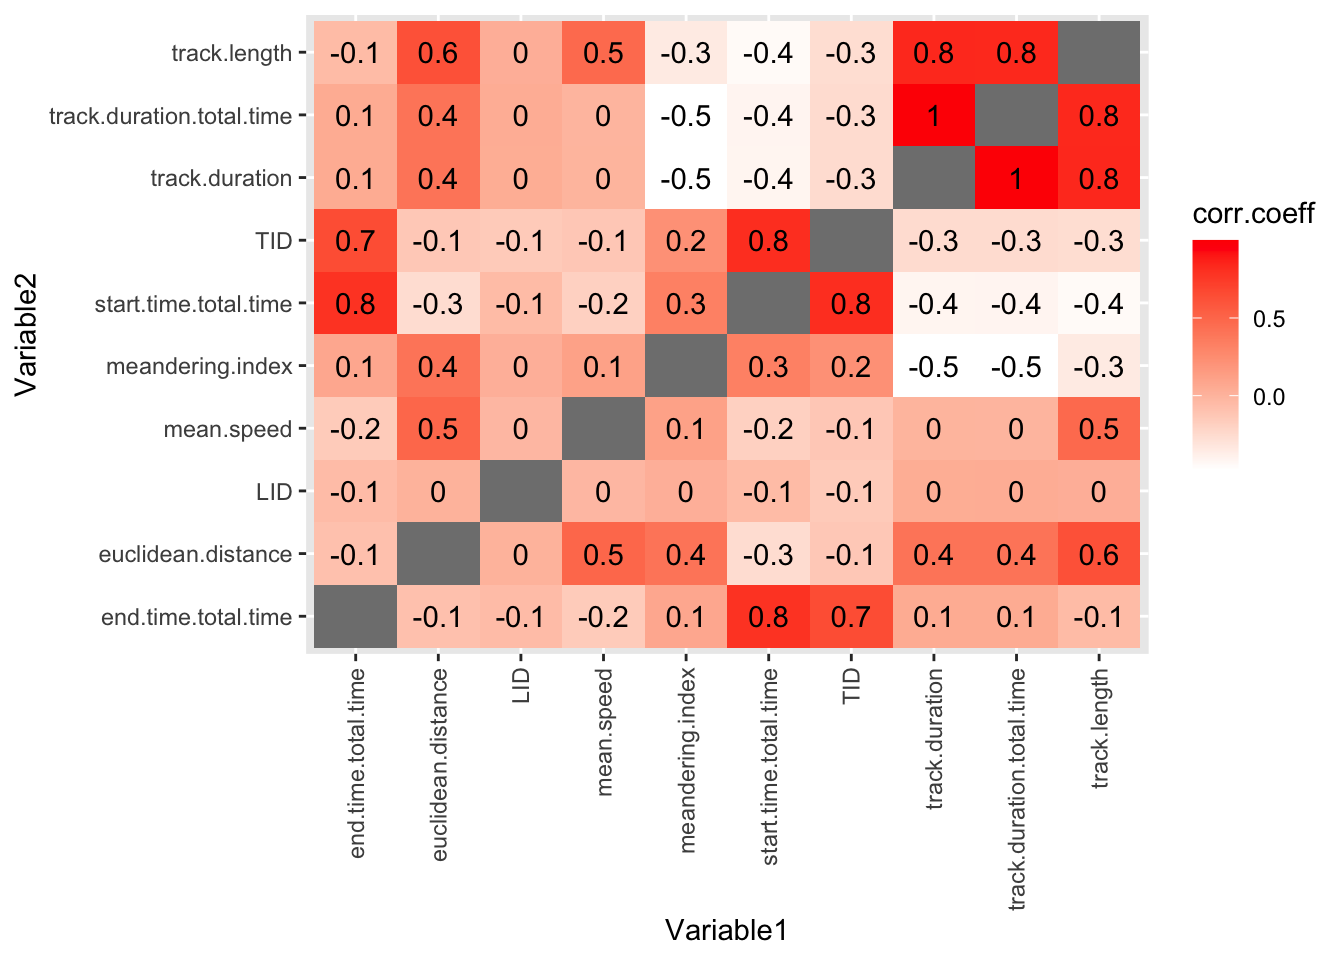 track.length -0.1 0.6 0 0.5 -0.3 -0.4 -0.3 0.8 0.8
track.duration.total.time 0.1 0.4 0 0 -0.5 -0.4 -0.3 1 0.8
track.duration 0.1 0.4 0 0 -0.5 -0.4 -0.3 1 0.8
TID 0.7 -0.1 -0.1 -0.1 0.2 0.8 -0.3 -0.3 -0.3
start.time.total.time 0.8 -0.3 -0.1 -0.2 0.3 0.8 -0.4 -0.4 -0.4
meandering.index 0.1 0.4 0 0.1 0.3 0.2 -0.5 -0.5 -0.3
mean.speed -0.2 0.5 0 0.1 -0.2 -0.1 0 0 0.5
LID -0.1 0 0 0 -0.1 -0.1 0 0 0
euclidean.distance -0.1 0 0.5 0.4 -0.3 -0.1 0.4 0.4 0.6
end.time.total.time -0.1 -0.1 -0.2 0.1 0.8 0.7 0.1 0.1 -0.1
Variable2
end.time.total.time
euclidean.distance
LID
mean.speed
meandering.index
start.time.total.time
TID
track.duration
track.duration.total.time
track.length
Variable1
corr.coeff
0.5
0.0